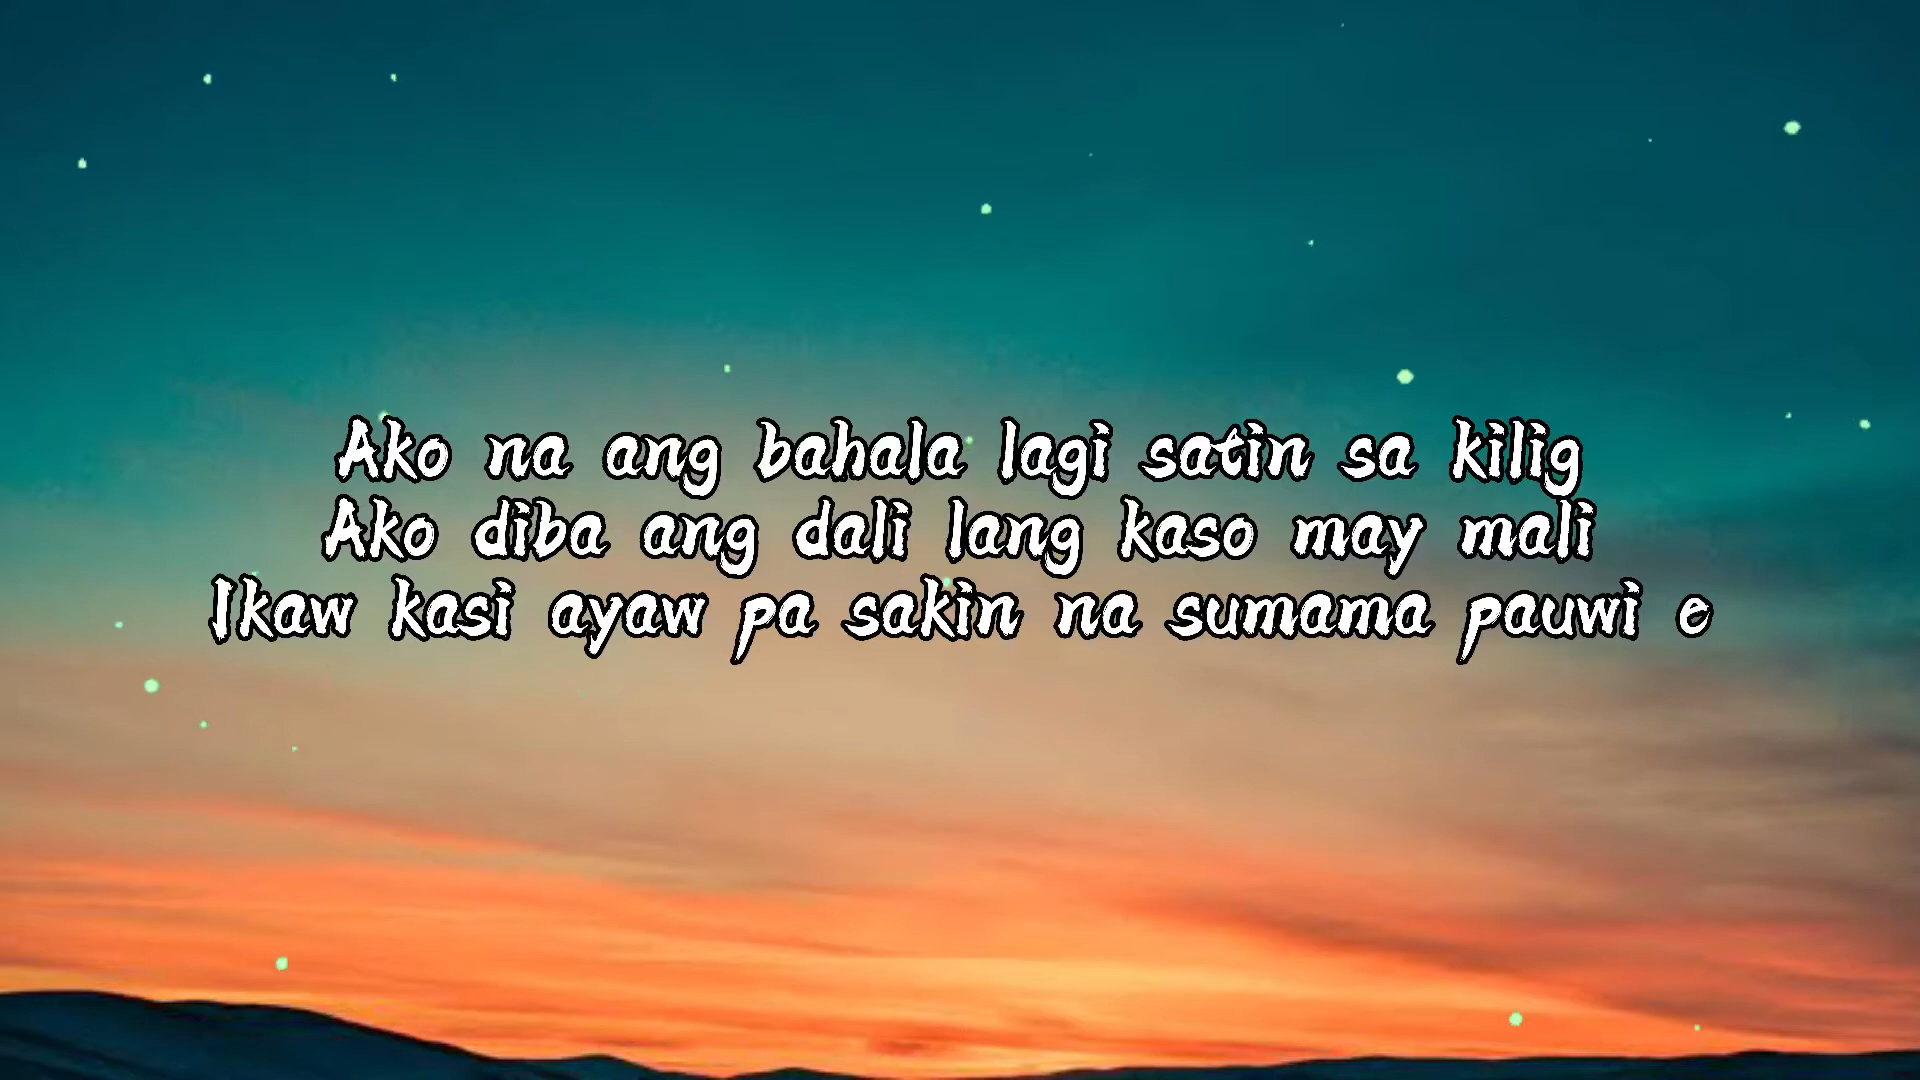 Ako na ang bahala lagi satin sa kilig
Ako diba ang dali lang kaso may mali
Ikaw kasi ayaw pa sakin na sumama pauwi e